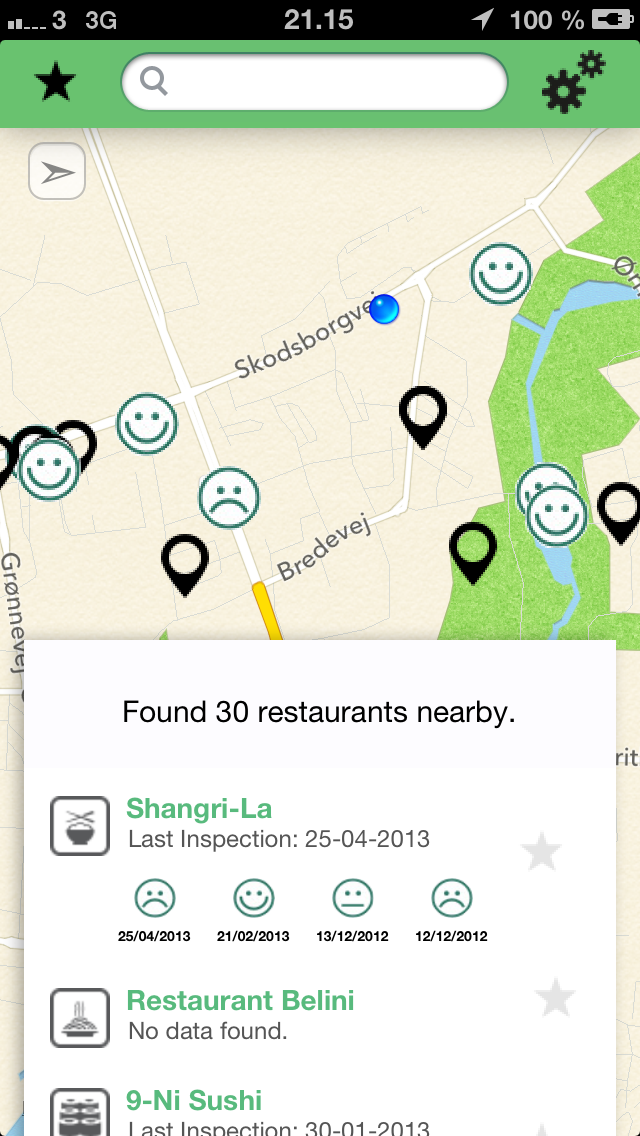 3 3G 21.15 100 %
Skodsborgvej
Bredevej
Grønnevej
Found 30 restaurants nearby.
Shangri-La
Last Inspection: 25-04-2013
25/04/2013 21/02/2013 13/12/2012 12/12/2012
Restaurant Belini
No data found.
9-Ni Sushi
Last Inspection: 30-01-2013